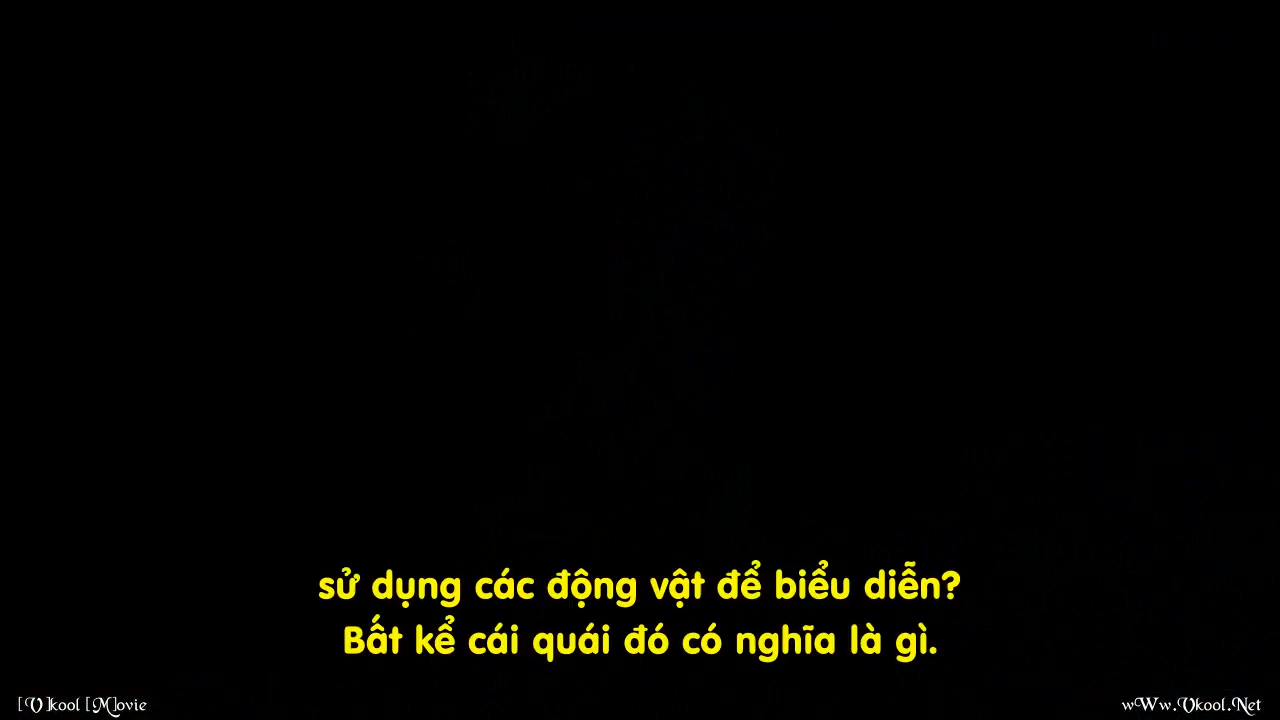 sử dụng các động vật để biểu diễn?
Bất kể cái quái đó có nghĩa là gì.
[V]kool [M]ovie
wWw.Vkool.Net